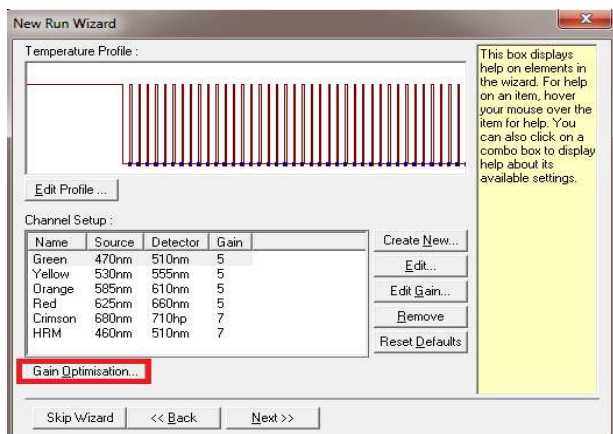 New Run Wizard
Temperature Profile :
Edit Profile ...
Channel Setup :
Name Source Detector Gain
Green 470nm 510nm 5
Yellow 530nm 555nm 5
Orange 585nm 610nm 5
Red 625nm 660nm 5
Crimson 680nm 710hp 7
HRM 460nm 510nm 7
Create New...
Edit...
Edit Gain...
Remove
Reset Defaults
Gain Optimisation...
Skip Wizard
<< Back
Next >>
This box displays
help on elements in
the wizard. For help
on an item, hover
your mouse over the
item for help. You
can also click on a
combo box to display
help about its
available settings.